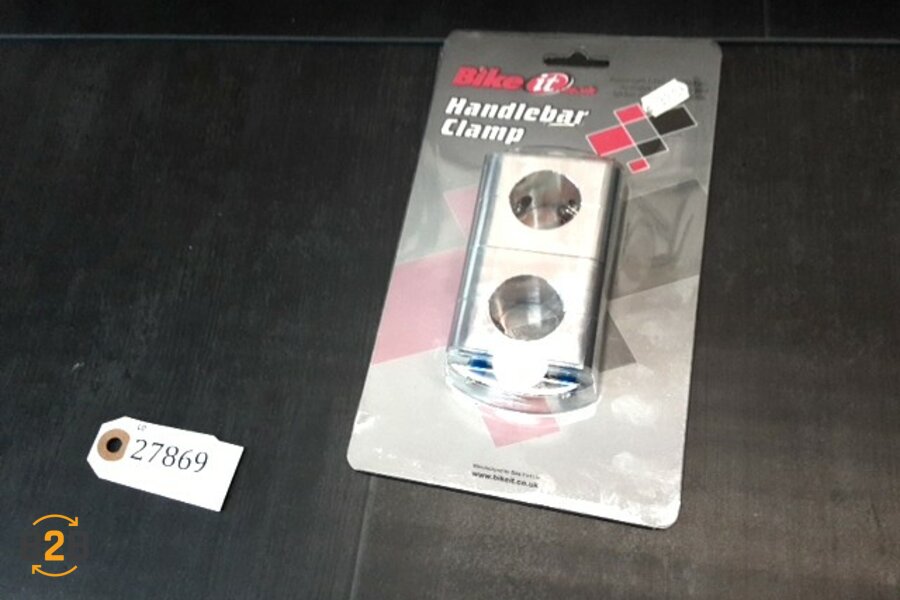 Bike it
Handlebar
Clamp
27869
www.bikeit.co.uk
2